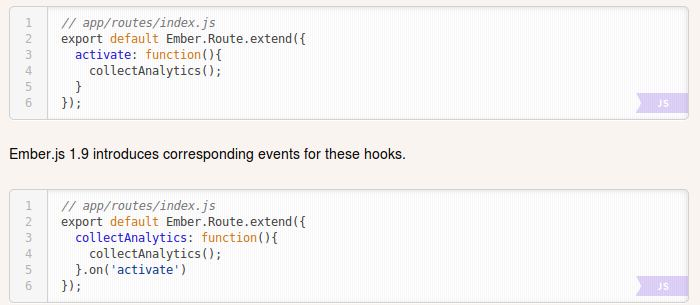 1 // app/routes/index.js
2 export default Ember.Route.extend({
3   activate: function(){
4     collectAnalytics();
5   }
6 });
JS
Ember.js 1.9 introduces corresponding events for these hooks.
1 // app/routes/index.js
2 export default Ember.Route.extend({
3   collectAnalytics: function(){
4     collectAnalytics();
5   }.on('activate')
6 });
JS